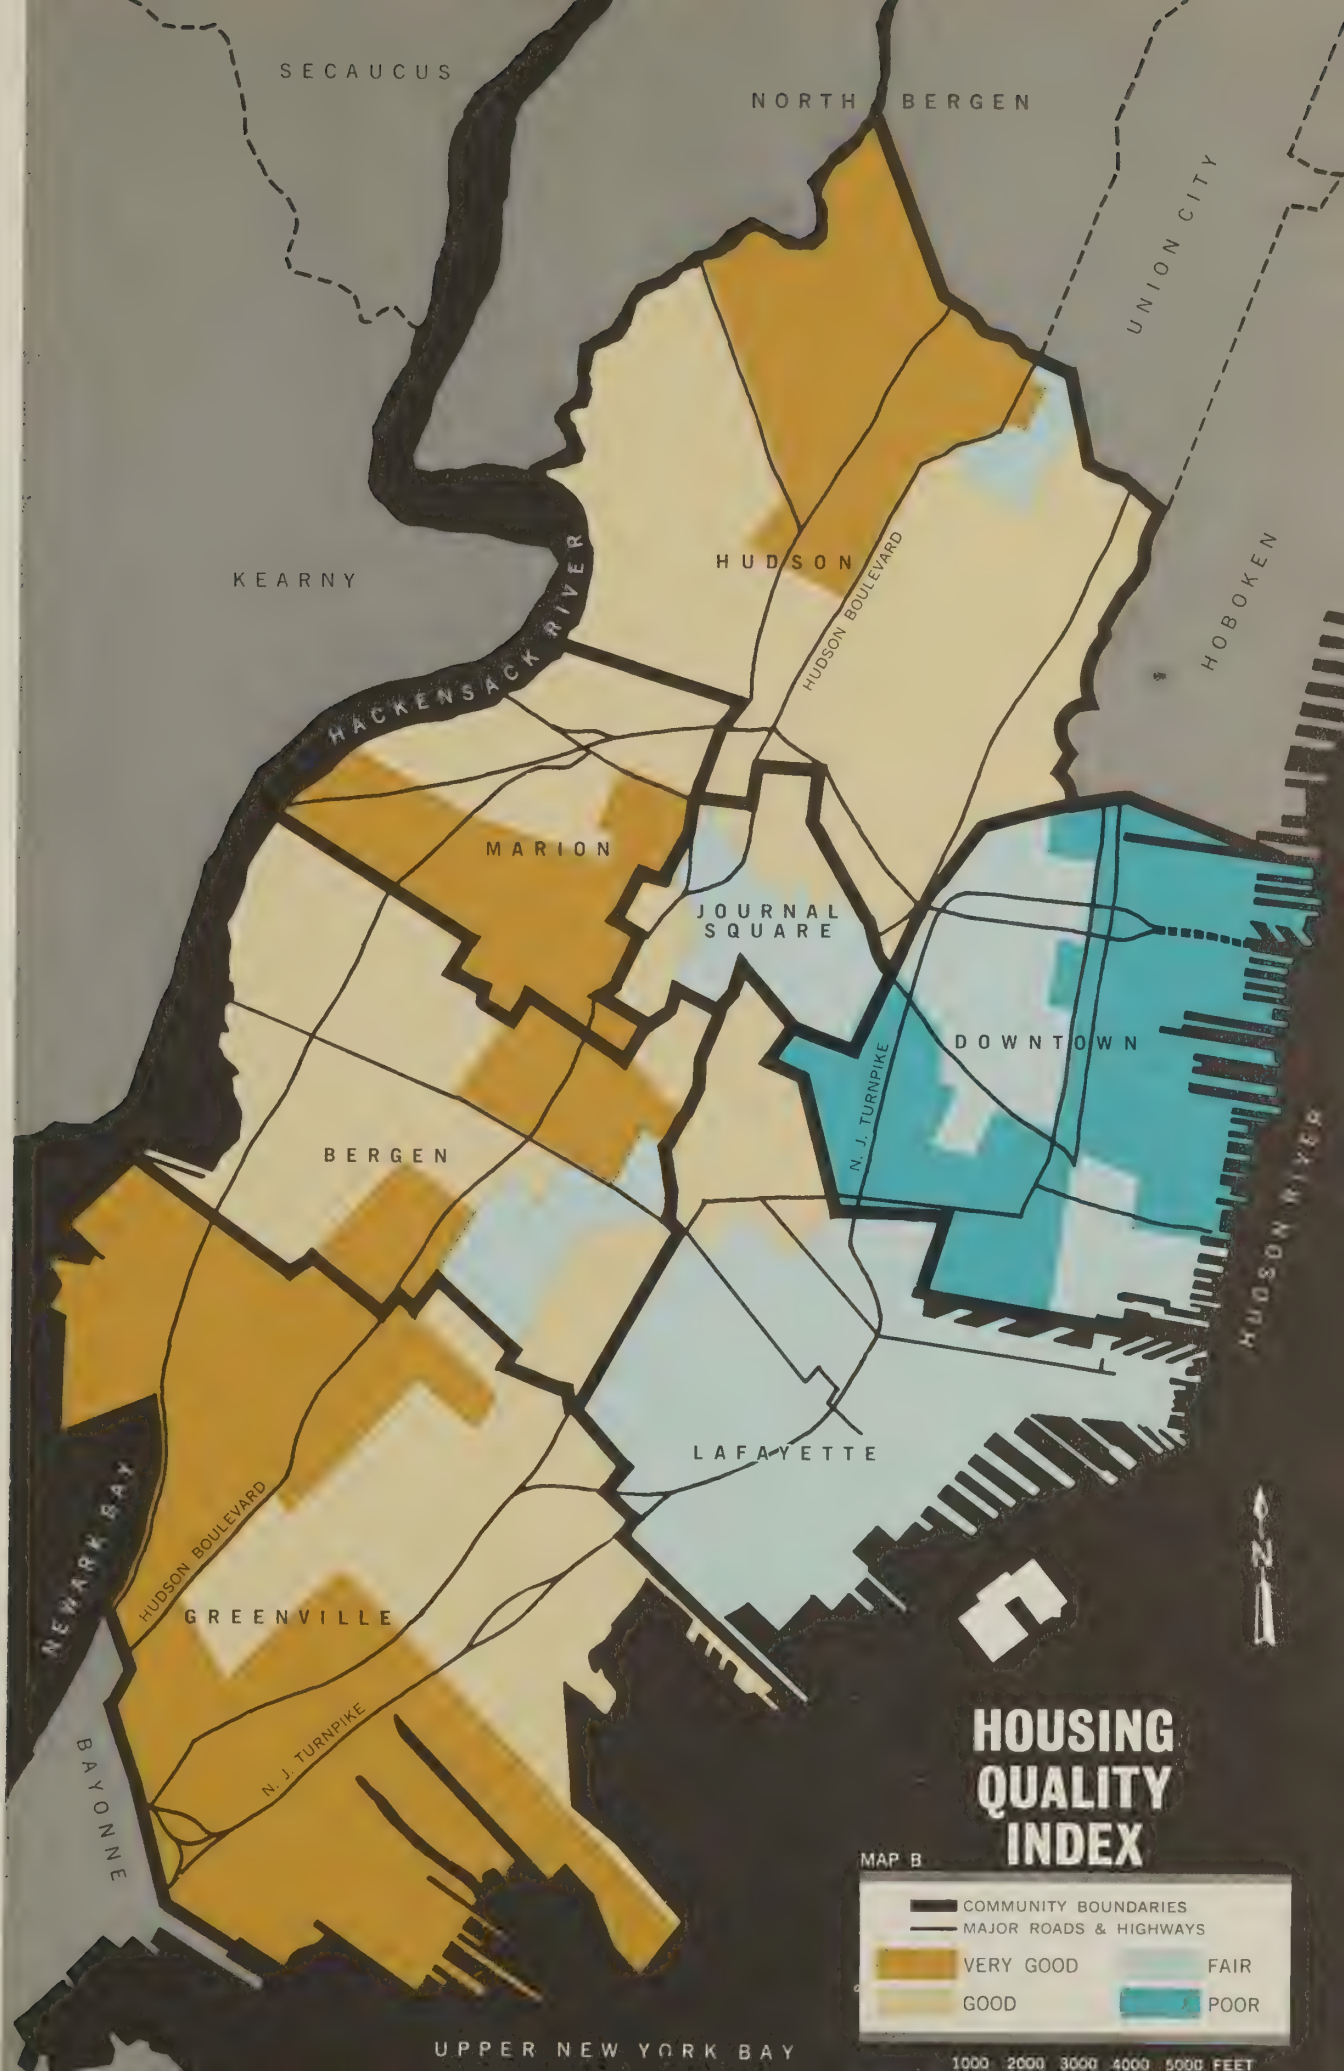 SECAUCUS
NORTH BERGEN
UNION CITY
KEARNY
HOBOKEN
HUDSON
HUDSON BOULEVARD
HACKENSACK RIVER
MARION
JOURNAL
SQUARE
DOWNTOWN
N. J. TURNPIKE
BERGEN
HUDSON RIVER
LAFAYETTE
NEWARK BAY
HUDSON BOULEVARD
GREENVILLE
N
N. J. TURNPIKE
BAYONNE
HOUSING
QUALITY
INDEX
MAP B
COMMUNITY BOUNDARIES
MAJOR ROADS & HIGHWAYS
VERY GOOD
FAIR
GOOD
POOR
UPPER NEW YORK BAY
1000 2000 3000 4000 5000 FEET